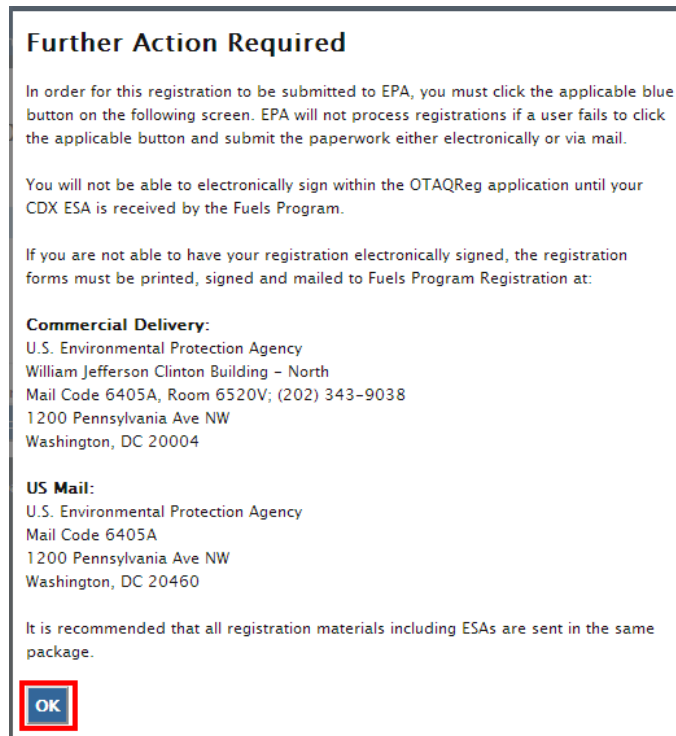 Further Action Required
In order for this registration to be submitted to EPA, you must click the applicable blue
button on the following screen. EPA will not process registrations if a user fails to click
the applicable button and submit the paperwork either electronically or via mail.
You will not be able to electronically sign within the OTAQReg application until your
CDX ESA is received by the Fuels Program.
If you are not able to have your registration electronically signed, the registration
forms must be printed, signed and mailed to Fuels Program Registration at:
Commercial Delivery:
U.S. Environmental Protection Agency
William Jefferson Clinton Building – North
Mail Code 6405A, Room 6520V; (202) 343-9038
1200 Pennsylvania Ave NW
Washington, DC 20004
US Mail:
U.S. Environmental Protection Agency
Mail Code 6405A
1200 Pennsylvania Ave NW
Washington, DC 20460
It is recommended that all registration materials including ESAs are sent in the same
package.
OK